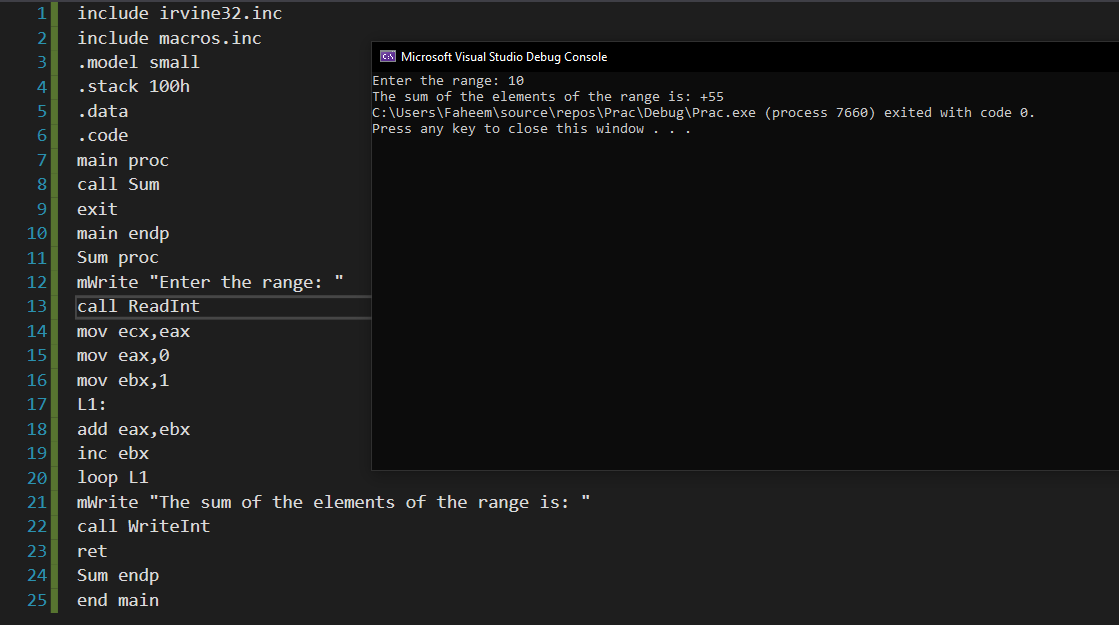 1 include irvine32.inc
2 include macros.inc
3 .model small
4 .stack 100h
5 .data
6 .code
7 main proc
8 call Sum
9 exit
10 main endp
11 Sum proc
12 mWrite "Enter the range: "
13 call ReadInt
14 mov ecx,eax
15 mov eax,0
16 mov ebx,1
17 L1:
18 add eax,ebx
19 inc ebx
20 loop L1
21 mWrite "The sum of the elements of the range is: "
22 call WriteInt
23 ret
24 Sum endp
25 end main
C:\ Microsoft Visual Studio Debug Console
Enter the range: 10
The sum of the elements of the range is: +55
C:\Users\Faheem\source\repos\Prac\Debug\Prac.exe (process 7660) exited with code 0.
Press any key to close this window . . .